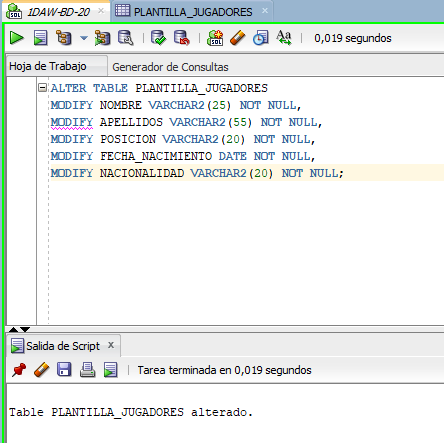 1DAW-BD-20 × PLANTILLA_JUGADORES ×
SQL 0,019 segundos
Hoja de Trabajo Generador de Consultas
ALTER TABLE PLANTILLA_JUGADORES
MODIFY NOMBRE VARCHAR2(25) NOT NULL,
MODIFY APELLIDOS VARCHAR2(55) NOT NULL,
MODIFY POSICION VARCHAR2(20) NOT NULL,
MODIFY FECHA_NACIMIENTO DATE NOT NULL,
MODIFY NACIONALIDAD VARCHAR2(20) NOT NULL;
Salida de Script x
Tarea terminada en 0,019 segundos
Table PLANTILLA_JUGADORES alterado.